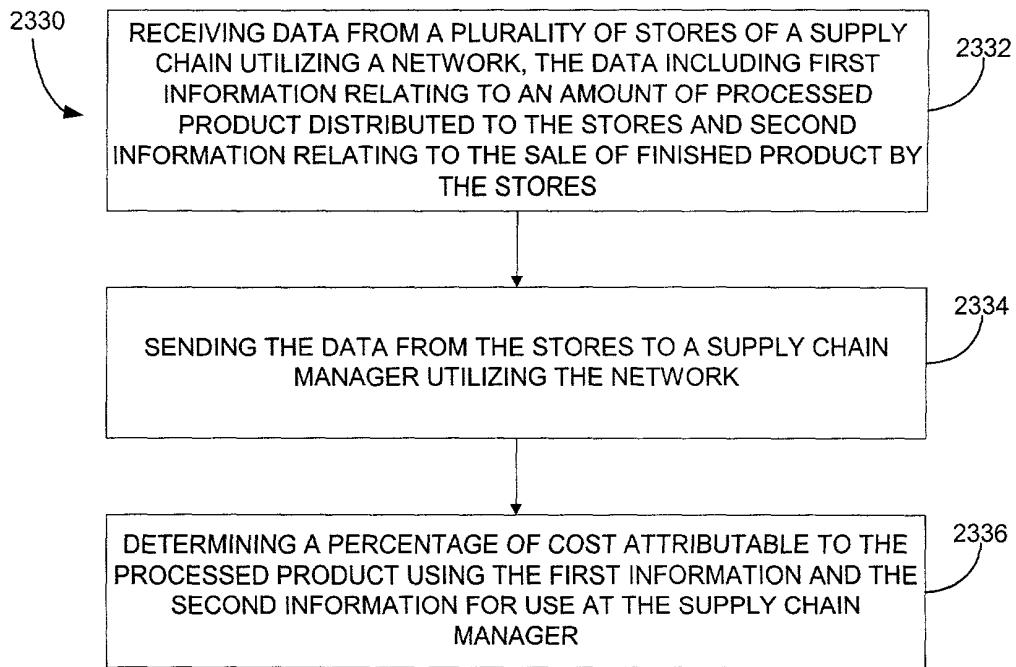 2330
RECEIVING DATA FROM A PLURALITY OF STORES OF A SUPPLY
CHAIN UTILIZING A NETWORK, THE DATA INCLUDING FIRST
INFORMATION RELATING TO AN AMOUNT OF PROCESSED
PRODUCT DISTRIBUTED TO THE STORES AND SECOND
INFORMATION RELATING TO THE SALE OF FINISHED PRODUCT BY
THE STORES
2332
SENDING THE DATA FROM THE STORES TO A SUPPLY CHAIN
MANAGER UTILIZING THE NETWORK
2334
DETERMINING A PERCENTAGE OF COST ATTRIBUTABLE TO THE
PROCESSED PRODUCT USING THE FIRST INFORMATION AND THE
SECOND INFORMATION FOR USE AT THE SUPPLY CHAIN
MANAGER
2336